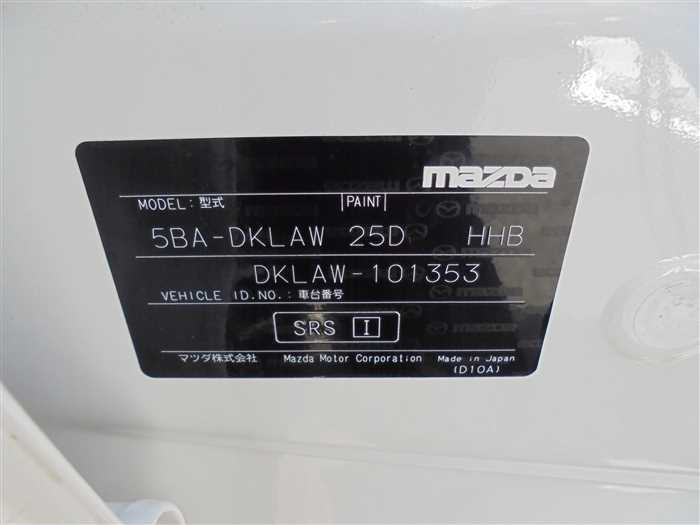 mazda
MODEL: 型式 PAINT
5BA-DKLAW 25D HHB
DKLAW-101353
VEHICLE ID.NO.: 車台番号
SRS I
マツダ株式会社 Mazda Motor Corporation Made in Japan
(D10A)